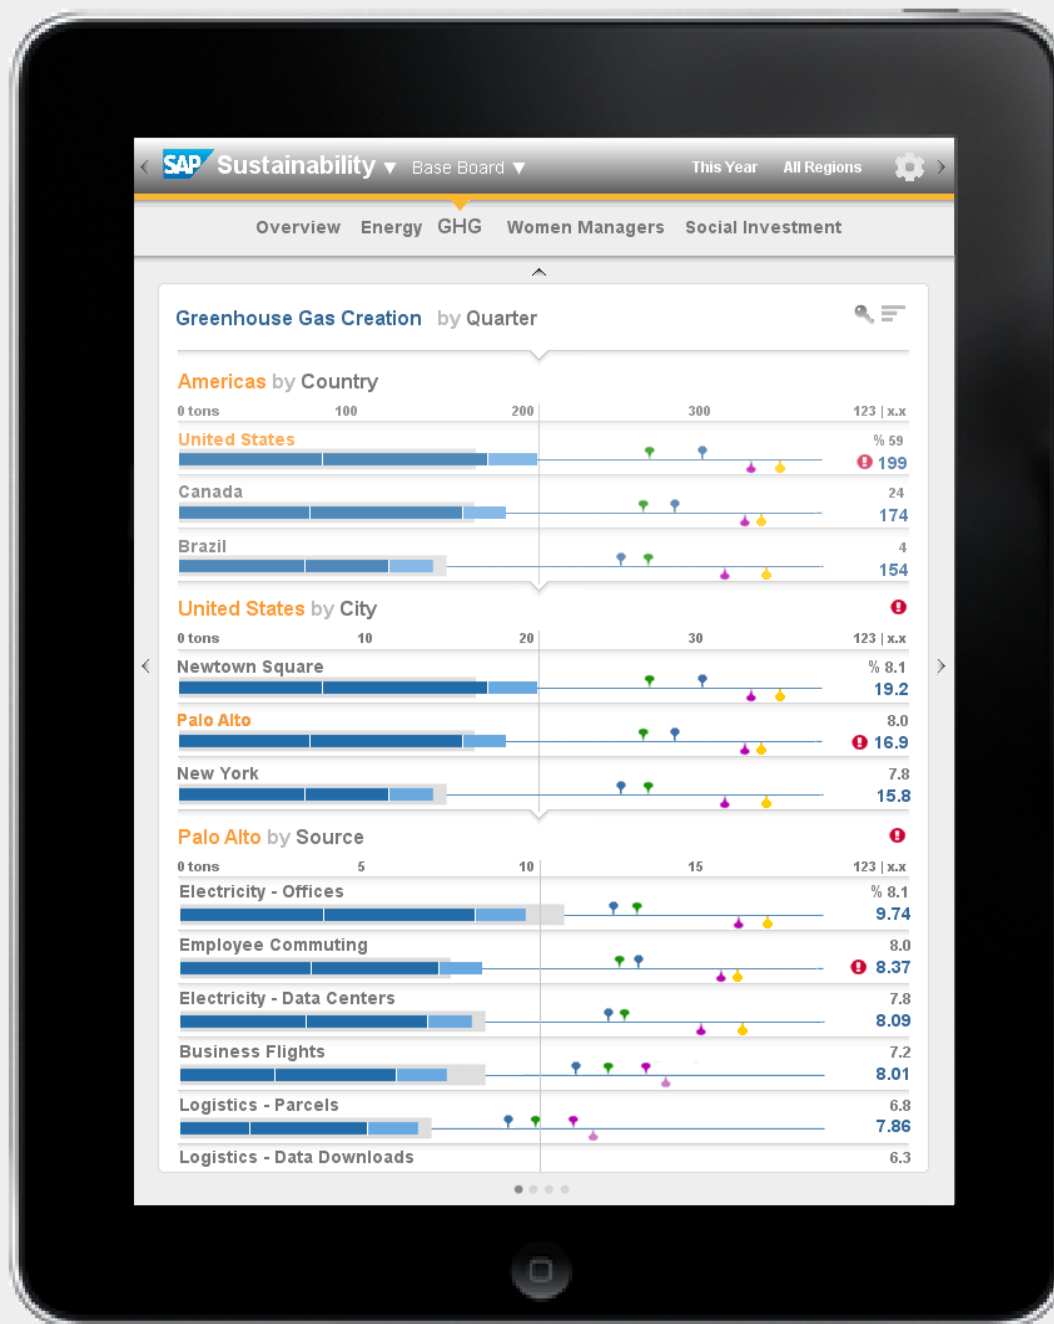 SAP Sustainability ▼ Base Board ▼ This Year All Regions
Overview Energy GHG Women Managers Social Investment
Greenhouse Gas Creation by Quarter
Americas by Country
0 tons 100 200 300 123 | x.x
United States % 59
199
Canada 24
174
Brazil 4
154
United States by City
0 tons 10 20 30 123 | x.x
Newtown Square % 8.1
19.2
Palo Alto 8.0
16.9
New York 7.8
15.8
Palo Alto by Source
0 tons 5 10 15 123 | x.x
Electricity - Offices % 8.1
9.74
Employee Commuting 8.0
8.37
Electricity - Data Centers 7.8
8.09
Business Flights 7.2
8.01
Logistics - Parcels 6.8
7.86
Logistics - Data Downloads 6.3